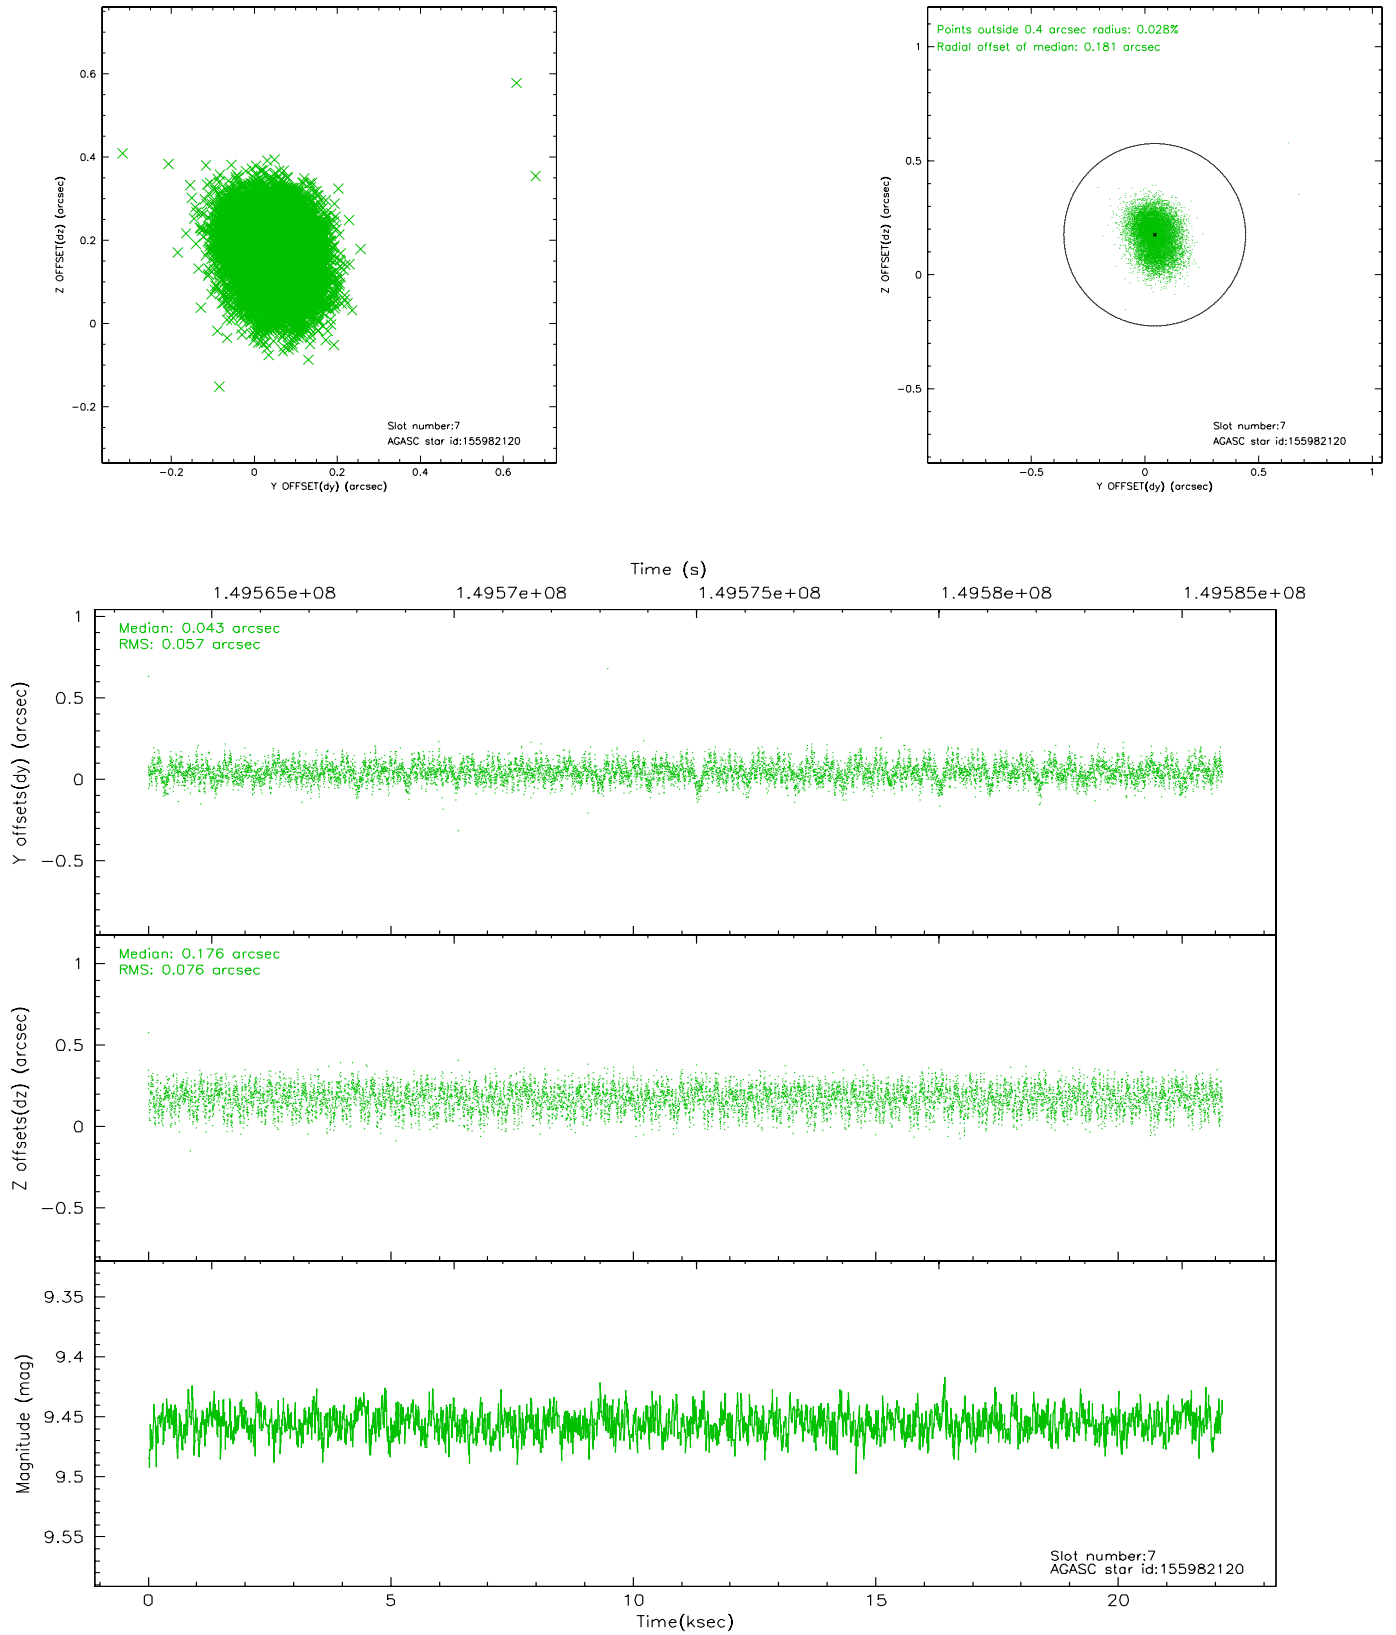 0.6
0.4
0.2
0
−0.2
Z OFFSET(dz) (arcsec)
Slot number:7
AGASC star id:155982120
−0.2 0 0.2 0.4 0.6
Y OFFSET(dy) (arcsec)
Points outside 0.4 arcsec radius: 0.028%
Radial offset of median: 0.181 arcsec
1
0.5
0
−0.5
Z OFFSET(dz) (arcsec)
Slot number:7
AGASC star id:155982120
−0.5 0 0.5 1
Y OFFSET(dy) (arcsec)
Time (s)
1.49565e+08 1.4957e+08 1.49575e+08 1.4958e+08 1.49585e+08
Median: 0.043 arcsec
RMS: 0.057 arcsec
1
0.5
0
−0.5
Y offsets(dy) (arcsec)
Median: 0.176 arcsec
RMS: 0.076 arcsec
1
0.5
0
−0.5
Z offsets(dz) (arcsec)
9.35
9.4
9.45
9.5
9.55
Magnitude (mag)
Slot number:7
AGASC star id:155982120
0 5 10 15 20
Time(ksec)